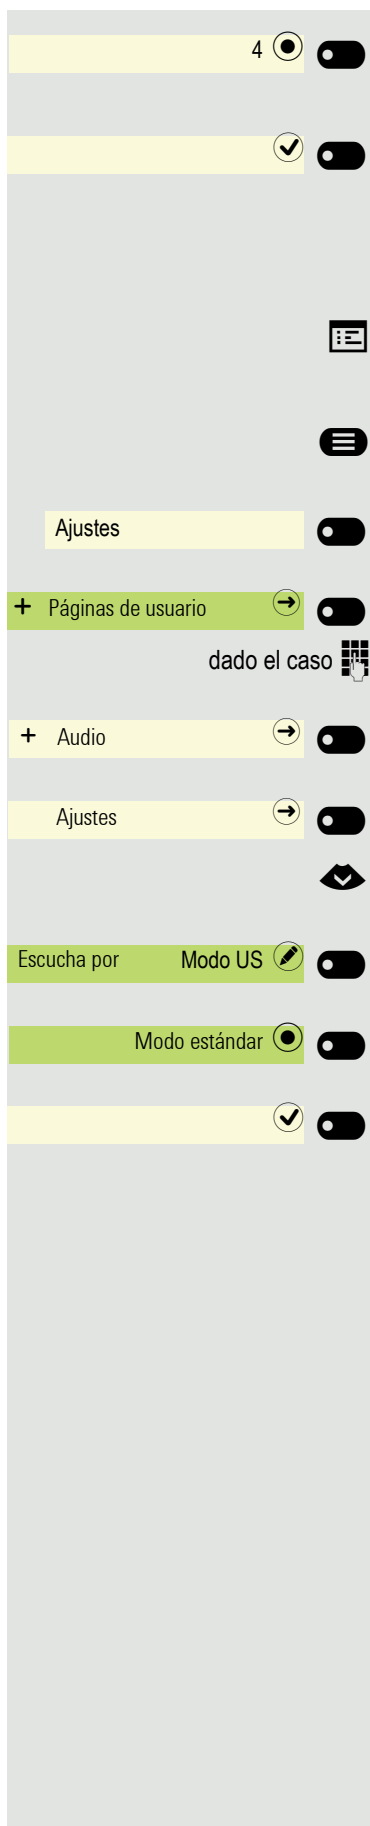 4
Ajustes
+ Páginas de usuario
dado el caso
+ Audio
Ajustes
Escucha por Modo US
Modo estándar